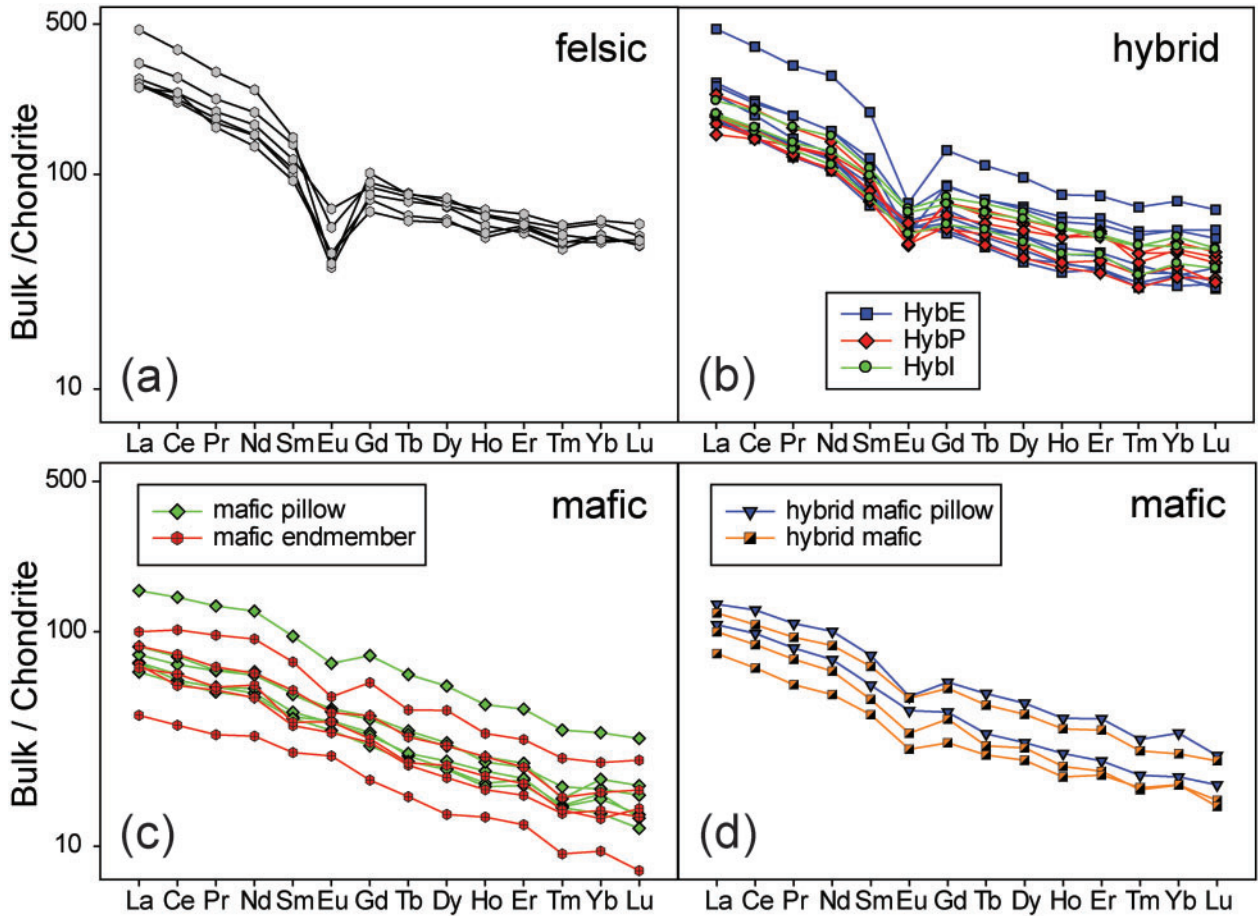 500
100
10
Bulk /Chondrite
felsic
(a)
La Ce Pr Nd Sm Eu Gd Tb Dy Ho Er Tm Yb Lu
hybrid
HybE
HybP
HybI
(b)
La Ce Pr Nd Sm Eu Gd Tb Dy Ho Er Tm Yb Lu
500
100
10
Bulk / Chondrite
mafic pillow
mafic endmember
mafic
(c)
La Ce Pr Nd Sm Eu Gd Tb Dy Ho Er Tm Yb Lu
hybrid mafic pillow
hybrid mafic
mafic
(d)
La Ce Pr Nd Sm Eu Gd Tb Dy Ho Er Tm Yb Lu